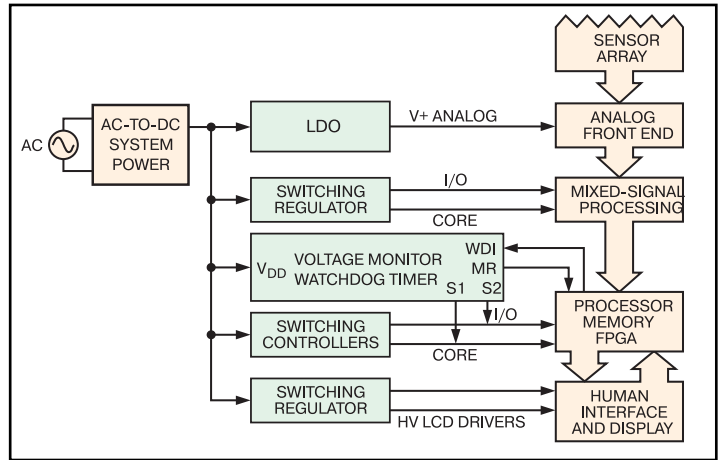 SENSOR
ARRAY
AC
AC-TO-DC
SYSTEM
POWER
LDO
V+ ANALOG
ANALOG
FRONT END
SWITCHING
REGULATOR
I/O
CORE
MIXED-SIGNAL
PROCESSING
VDD
VOLTAGE MONITOR
WATCHDOG TIMER
WDI
MR
S1 S2
SWITCHING
CONTROLLERS
I/O
CORE
PROCESSOR
MEMORY
FPGA
SWITCHING
REGULATOR
HV LCD DRIVERS
HUMAN
INTERFACE
AND DISPLAY